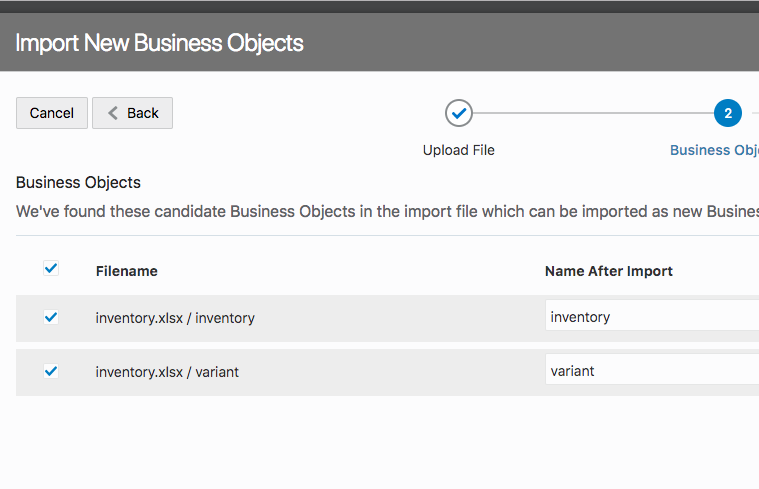 Import New Business Objects
Cancel
Back
2
Upload File
Business Obj
Business Objects
We've found these candidate Business Objects in the import file which can be imported as new Busines
Filename
Name After Import
inventory.xlsx / inventory
inventory
inventory.xlsx / variant
variant